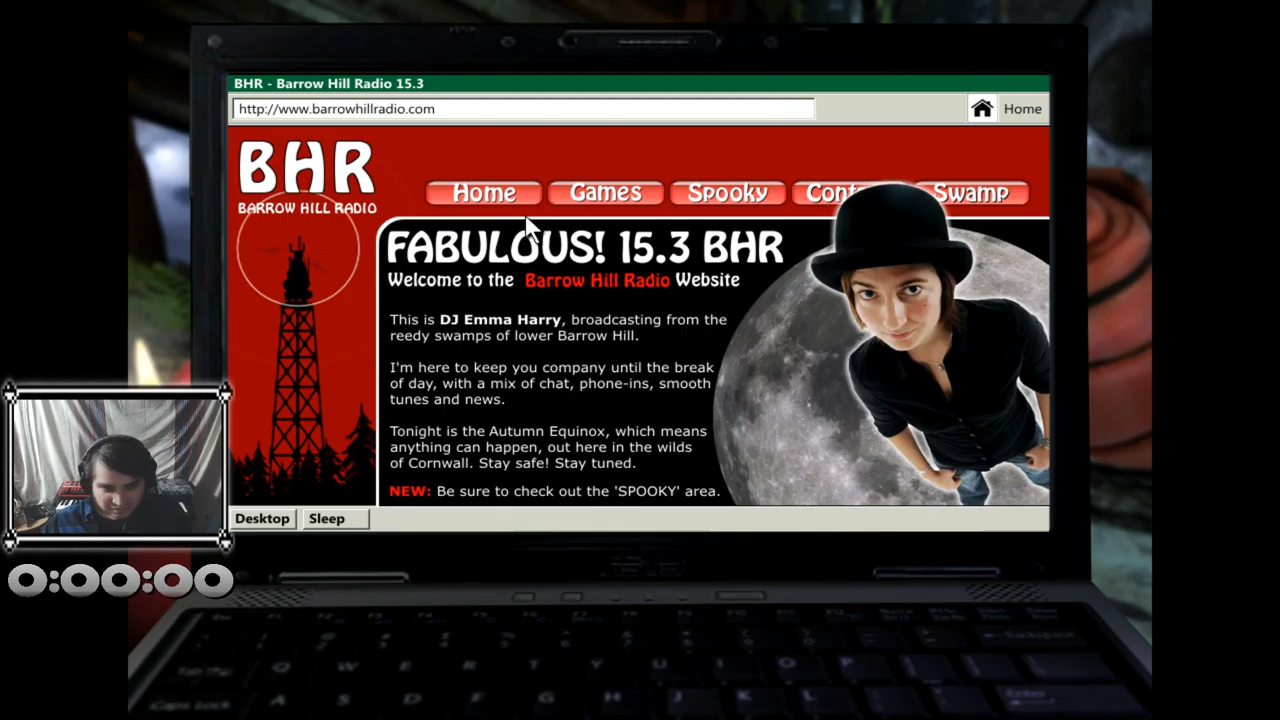 BHR - Barrow Hill Radio 15.3
http://www.barrowhillradio.com
Home
BHR
BARROW HILL RADIO
Home
Games
Spooky
Swamp
FABULOUS! 15.3 BHR
Welcome to the Barrow Hill Radio Website
This is DJ Emma Harry, broadcasting from the
reedy swamps of lower Barrow Hill.
I'm here to keep you company until the break
of day, with a mix of chat, phone-ins, smooth
tunes and news.
Tonight is the Autumn Equinox, which means
anything can happen, out here in the wilds
of Cornwall. Stay safe! Stay tuned.
NEW: Be sure to check out the 'SPOOKY' area.
Desktop
Sleep
0:00:00
Q W E R T Y U I O P
A S D F G H J K L
Caps Lock